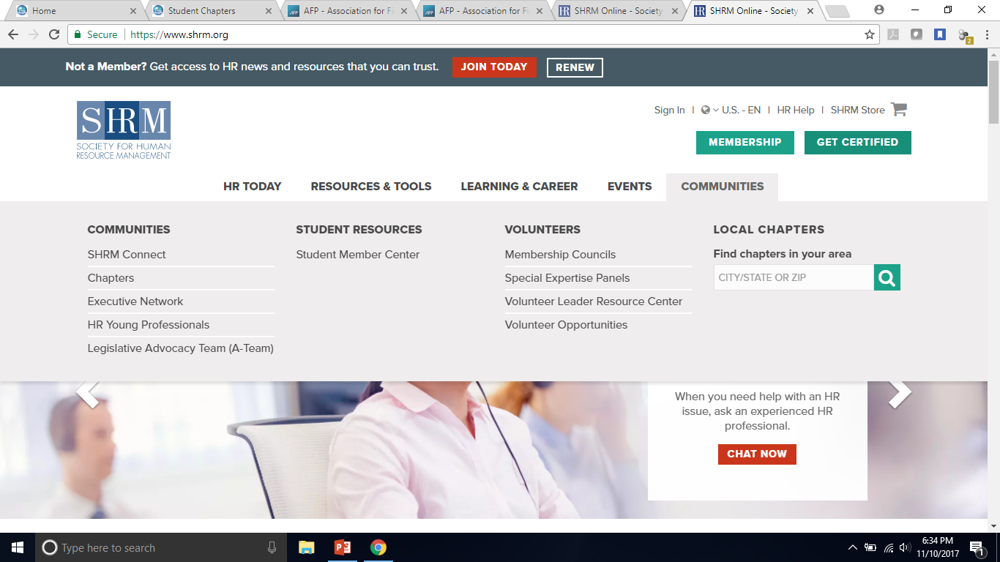 Home
Student Chapters
AFP - Association for Fi
AFP - Association for Fi
SHRM Online - Society
SHRM Online - Society
Secure
https://www.shrm.org
2
Not a Member? Get access to HR news and resources that you can trust.
JOIN TODAY
RENEW
SHRM
SOCIETY FOR HUMAN
RESOURCE MANAGEMENT
Sign In | U.S. - EN | HR Help | SHRM Store
MEMBERSHIP
GET CERTIFIED
HR TODAY
RESOURCES & TOOLS
LEARNING & CAREER
EVENTS
COMMUNITIES
COMMUNITIES
SHRM Connect
Chapters
Executive Network
HR Young Professionals
Legislative Advocacy Team (A-Team)
STUDENT RESOURCES
Student Member Center
VOLUNTEERS
Membership Councils
Special Expertise Panels
Volunteer Leader Resource Center
Volunteer Opportunities
LOCAL CHAPTERS
Find chapters in your area
CITY/STATE OR ZIP
When you need help with an HR
issue, ask an experienced HR
professional.
CHAT NOW
Type here to search
6:34 PM
11/10/2017
1